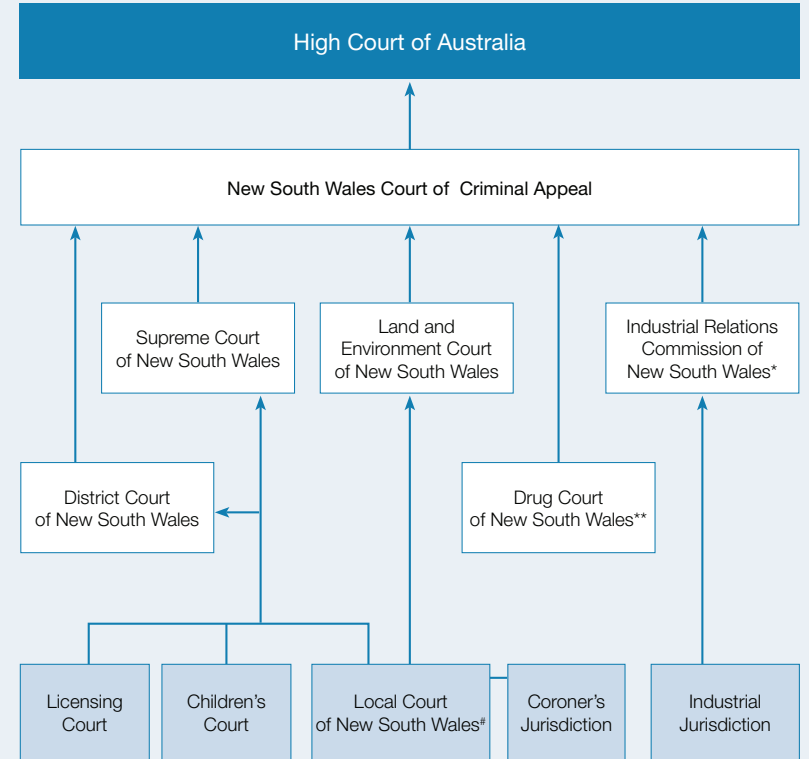 High Court of Australia
New South Wales Court of Criminal Appeal
Supreme Court
of New South Wales
Land and
Environment Court
of New South Wales
Industrial Relations
Commission of
New South Wales*
District Court
of New South Wales
Drug Court
of New South Wales**
Licensing
Court
Children's
Court
Local Court
of New South Wales#
Coroner's
Jurisdiction
Industrial
Jurisdiction